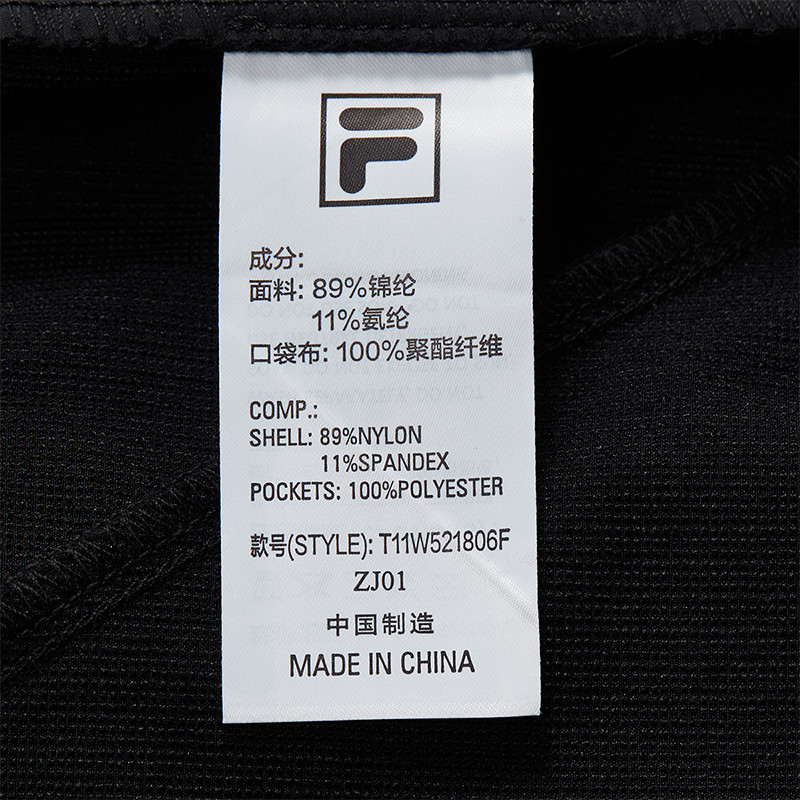 F
成分:
面料: 89%锦纶
11%氨纶
口袋布: 100%聚酯纤维
COMP.:
SHELL: 89%NYLON
11%SPANDEX
POCKETS: 100%POLYESTER
款号(STYLE): T11W521806F
ZJ01
中国制造
MADE IN CHINA